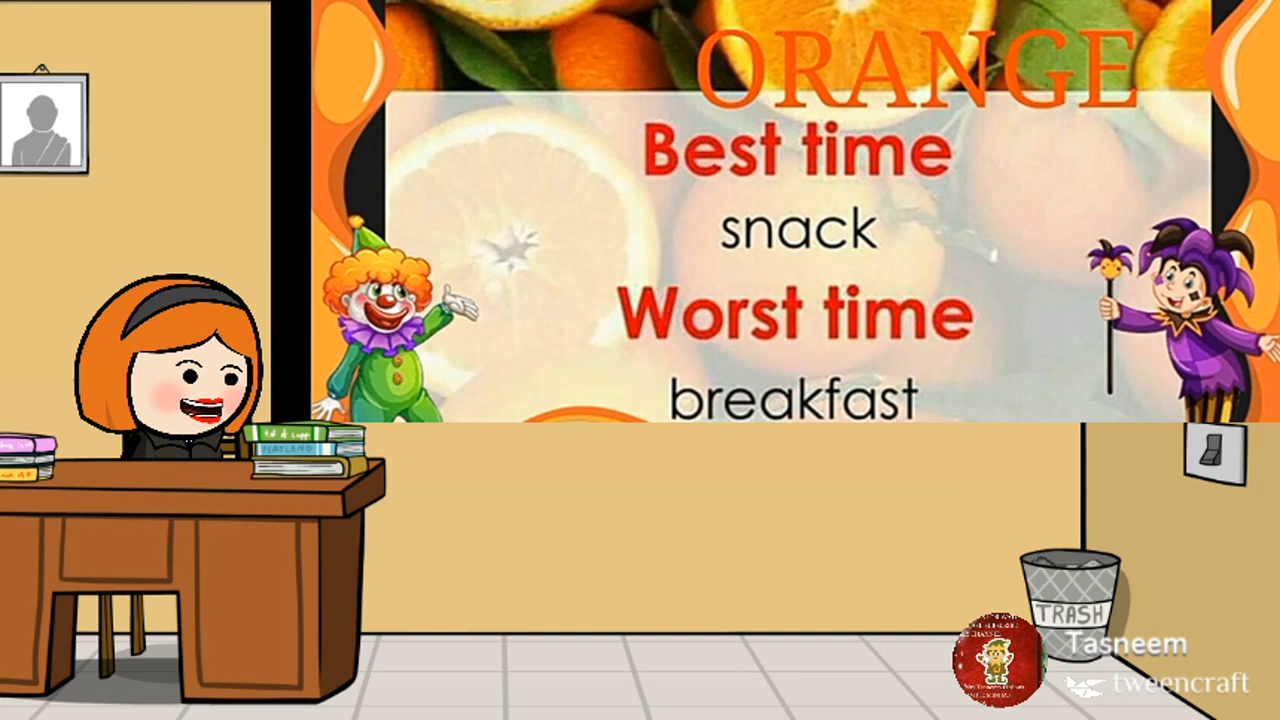 ORANGE
Best time
snack
Worst time
breakfast
TRASH
Tasneem
tweencraft